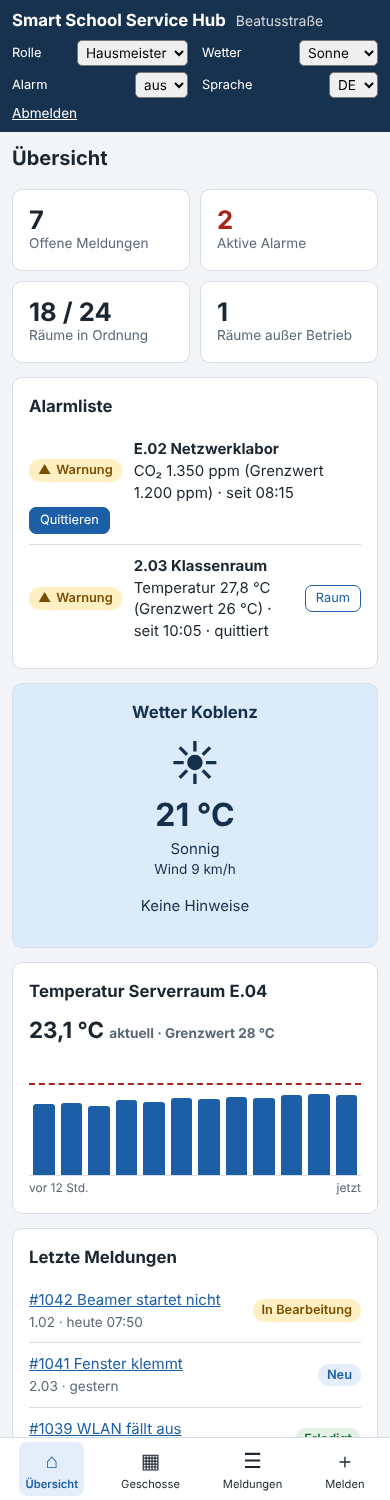 Smart School Service Hub Beatusstraße
Rolle Hausmeister Wetter Sonne
Alarm aus Sprache DE
Abmelden
Übersicht
7
Offene Meldungen
2
Aktive Alarme
18 / 24
Räume in Ordnung
1
Räume außer Betrieb
Alarmliste
▲ Warnung
E.02 Netzwerklabor
CO₂ 1.350 ppm (Grenzwert
1.200 ppm) · seit 08:15
Quittieren
▲ Warnung
2.03 Klassenraum
Temperatur 27,8 °C
(Grenzwert 26 °C) ·
seit 10:05 · quittiert
Raum
Wetter Koblenz
21 °C
Sonnig
Wind 9 km/h
Keine Hinweise
Temperatur Serverraum E.04
23,1 °C aktuell · Grenzwert 28 °C
vor 12 Std. jetzt
Letzte Meldungen
#1042 Beamer startet nicht
1.02 · heute 07:50
In Bearbeitung
#1041 Fenster klemmt
2.03 · gestern
Neu
#1039 WLAN fällt aus
Erledigt
Übersicht Geschosse Meldungen Melden